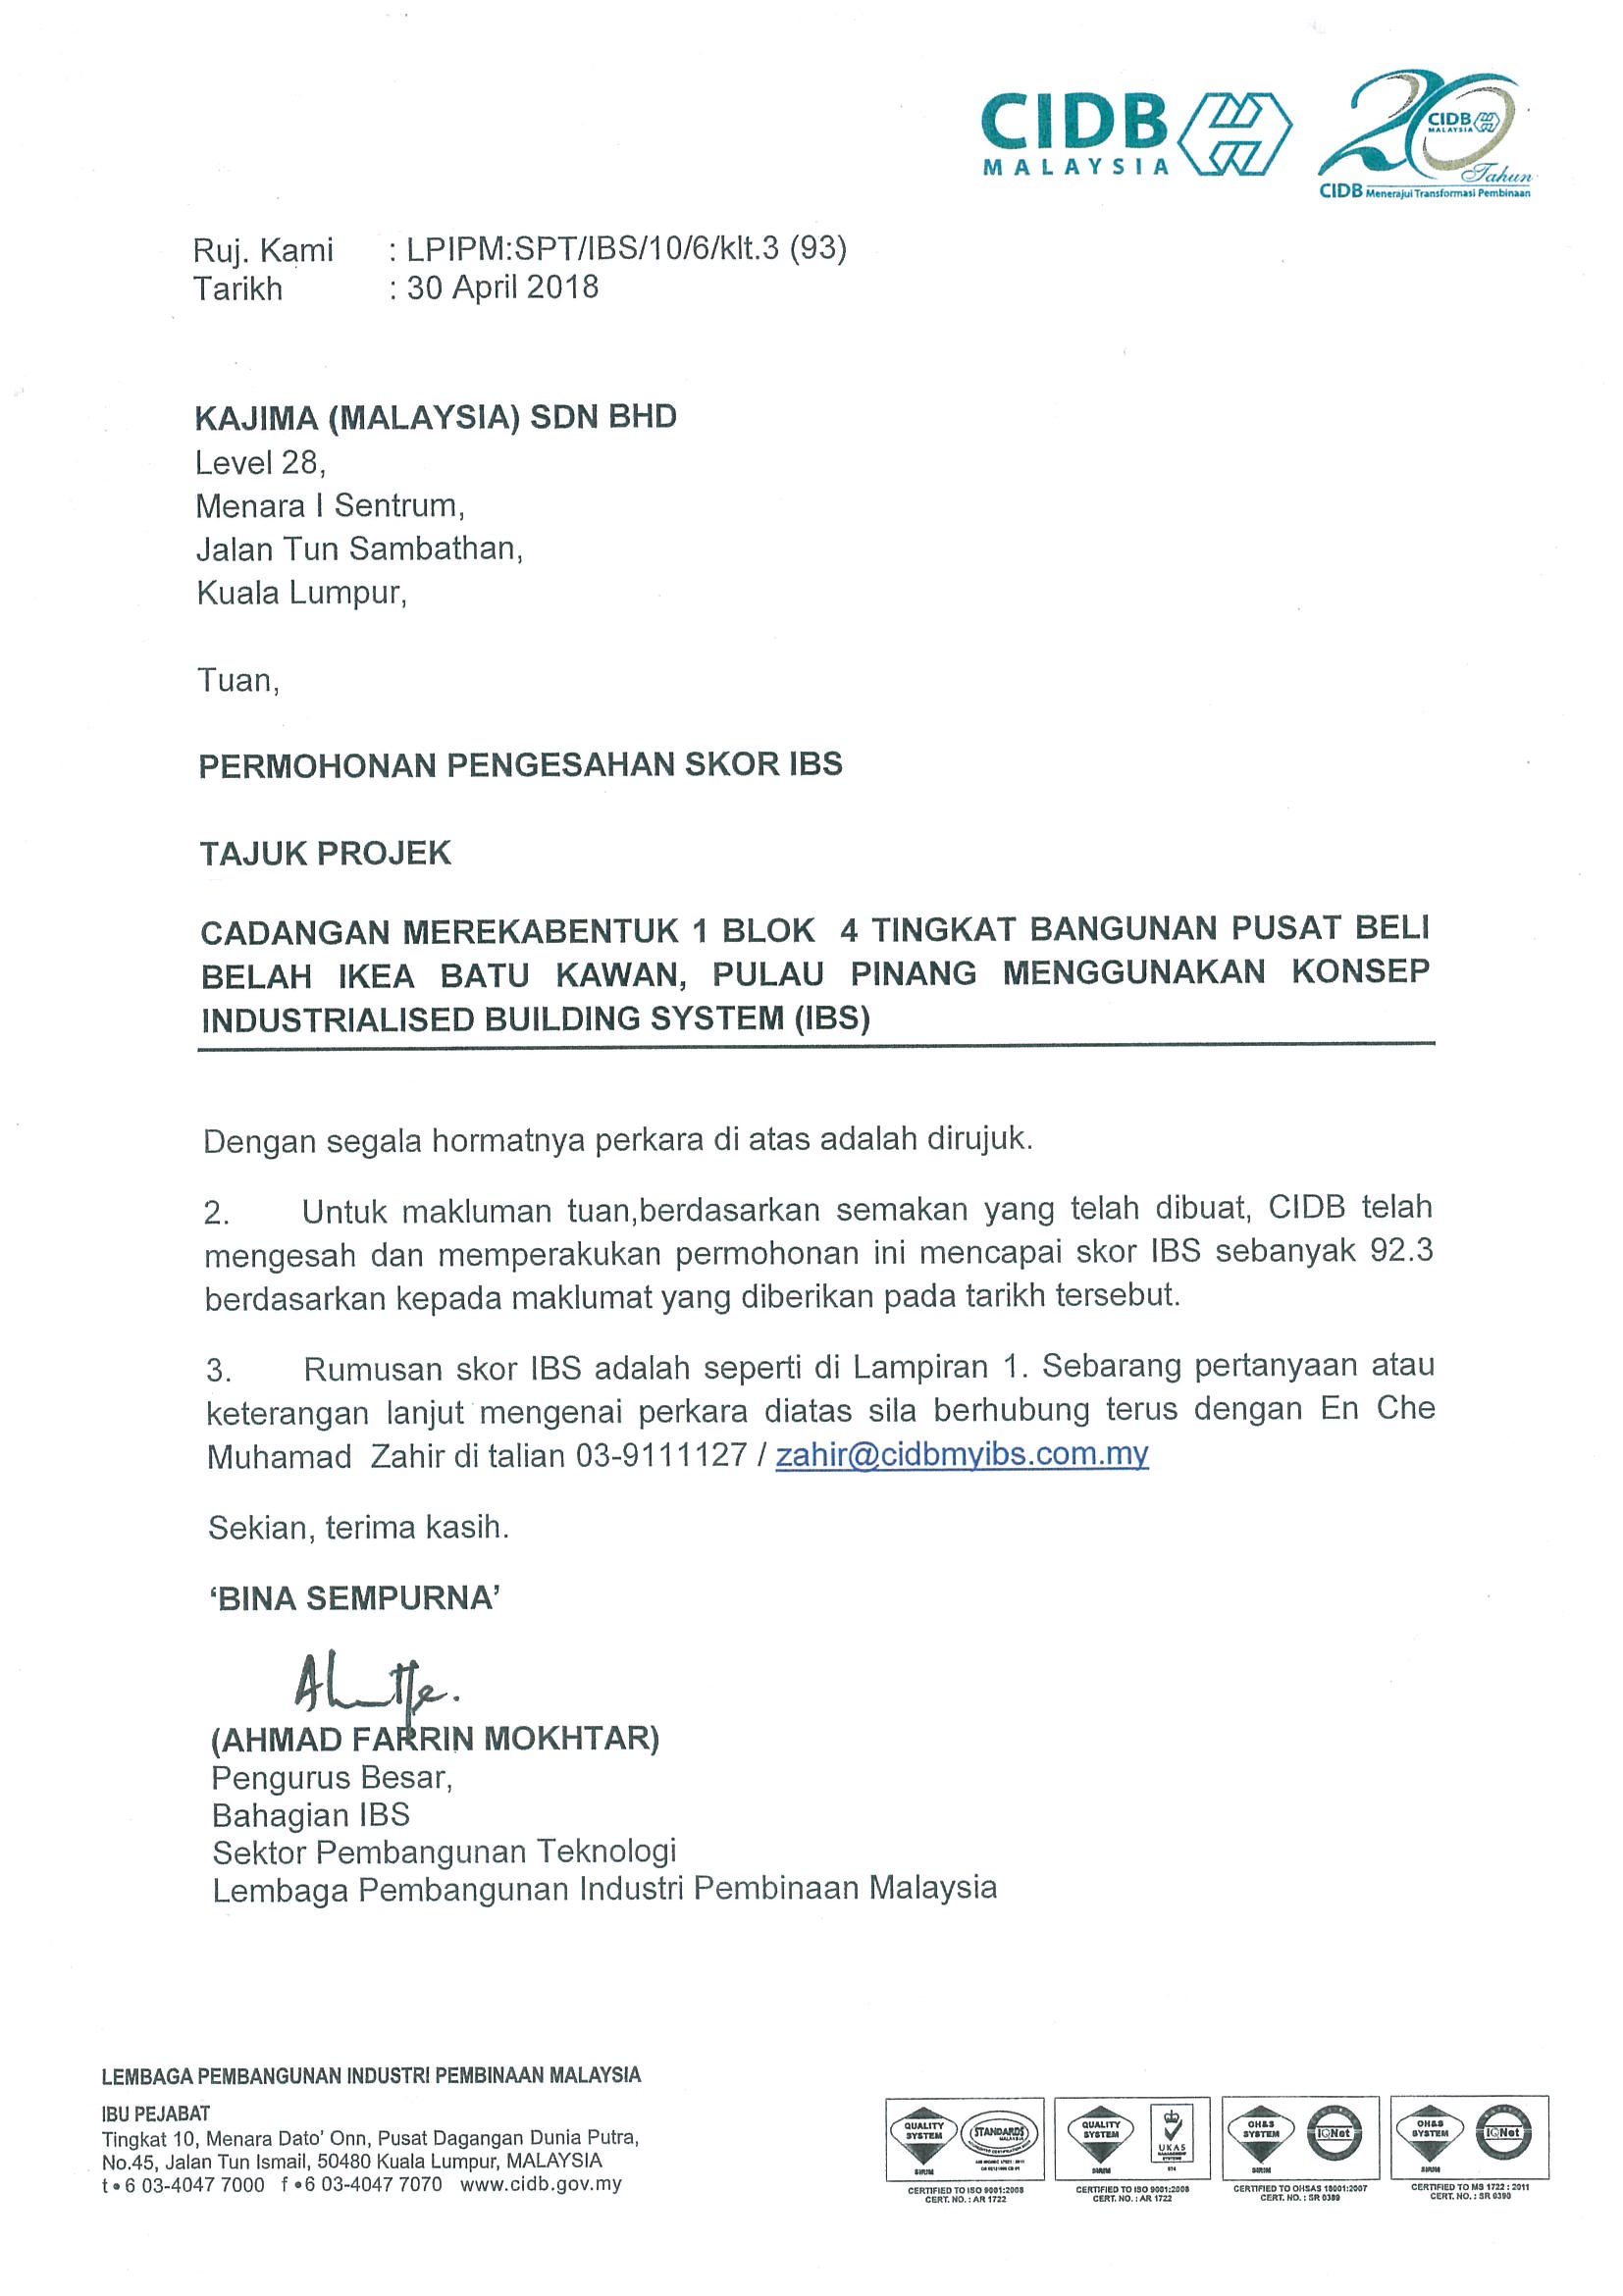 CIDB
MALAYSIA
20
CIDB
MALAYSIA
Tahun
CIDB Menerajui Transformasi Pembinaan
Ruj. Kami : LPIPM:SPT/IBS/10/6/klt.3 (93)
Tarikh : 30 April 2018
KAJIMA (MALAYSIA) SDN BHD
Level 28,
Menara I Sentrum,
Jalan Tun Sambathan,
Kuala Lumpur,
Tuan,
PERMOHONAN PENGESAHAN SKOR IBS
TAJUK PROJEK
CADANGAN MEREKABENTUK 1 BLOK 4 TINGKAT BANGUNAN PUSAT BELI
BELAH IKEA BATU KAWAN, PULAU PINANG MENGGUNAKAN KONSEP
INDUSTRIALISED BUILDING SYSTEM (IBS)
Dengan segala hormatnya perkara di atas adalah dirujuk.
2. Untuk makluman tuan,berdasarkan semakan yang telah dibuat, CIDB telah
mengesah dan memperakukan permohonan ini mencapai skor IBS sebanyak 92.3
berdasarkan kepada maklumat yang diberikan pada tarikh tersebut.
3. Rumusan skor IBS adalah seperti di Lampiran 1. Sebarang pertanyaan atau
keterangan lanjut mengenai perkara diatas sila berhubung terus dengan En Che
Muhamad Zahir di talian 03-9111127 / zahir@cidbmyibs.com.my
Sekian, terima kasih.
‘BINA SEMPURNA’
(AHMAD FARRIN MOKHTAR)
Pengurus Besar,
Bahagian IBS
Sektor Pembangunan Teknologi
Lembaga Pembangunan Industri Pembinaan Malaysia
LEMBAGA PEMBANGUNAN INDUSTRI PEMBINAAN MALAYSIA
IBU PEJABAT
Tingkat 10, Menara Dato' Onn, Pusat Dagangan Dunia Putra,
No.45, Jalan Tun Ismail, 50480 Kuala Lumpur, MALAYSIA
t • 6 03-4047 7000 f • 6 03-4047 7070 www.cidb.gov.my
QUALITY
SYSTEM
SIRIM
STANDARDS
MALAYSIA
CERTIFIED TO ISO 9001:2008
CERT. NO. : AR 1722
QUALITY
SYSTEM
SIRIM
UKAS
CERTIFIED TO ISO 9001:2008
CERT. NO. : AR 1722
OH&S
SYSTEM
SIRIM
IQNet
CERTIFIED TO OHSAS 18001:2007
CERT. NO. : SR 0389
OH&S
SYSTEM
SIRIM
IQNet
CERTIFIED TO MS 1722 : 2011
CERT. NO. : SR 0390